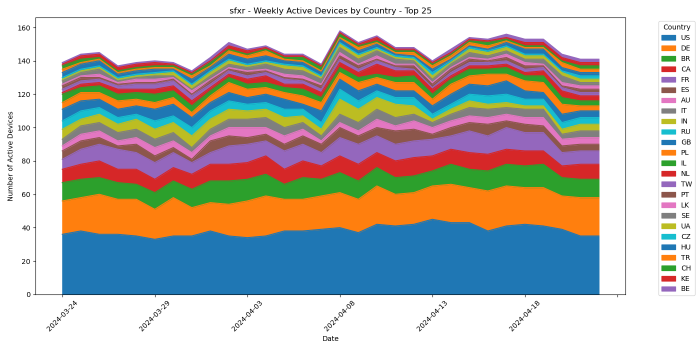 sfxr - Weekly Active Devices by Country - Top 25
Number of Active Devices
160
140
120
100
80
60
40
20
0
2024-03-24
2024-03-29
2024-04-03
2024-04-08
2024-04-13
2024-04-18
Date
Country
US
DE
BR
CA
FR
ES
AU
IT
IN
RU
GB
PL
IL
NL
TW
PT
LK
SE
UA
CZ
HU
TR
CH
KE
BE